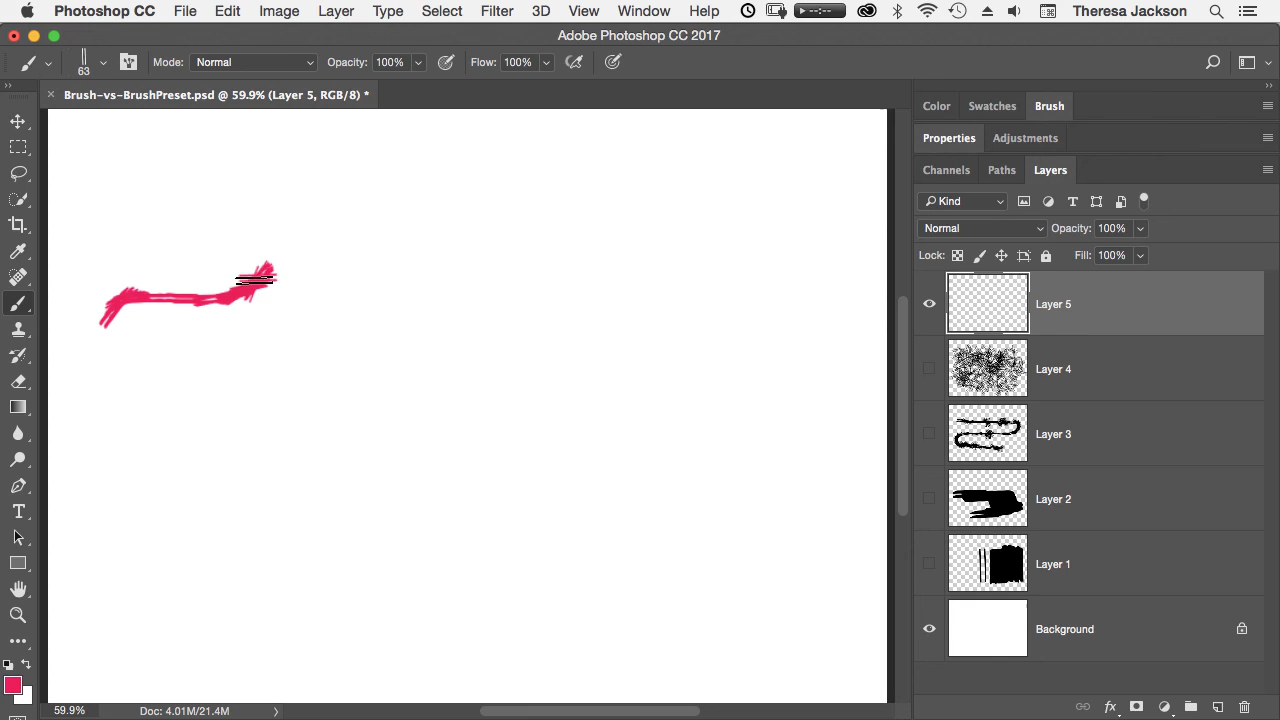 Photoshop CC File Edit Image Layer Type Select Filter 3D View Window Help --:-- Theresa Jackson
Adobe Photoshop CC 2017
63 Mode: Normal Opacity: 100% Flow: 100%
× Brush-vs-BrushPreset.psd @ 59.9% (Layer 5, RGB/8) *
Color Swatches Brush
Properties Adjustments
Channels Paths Layers
Kind
Normal Opacity: 100%
Lock: Fill: 100%
Layer 5
Layer 4
Layer 3
Layer 2
Layer 1
Background
59.9% Doc: 4.01M/21.4M
fx